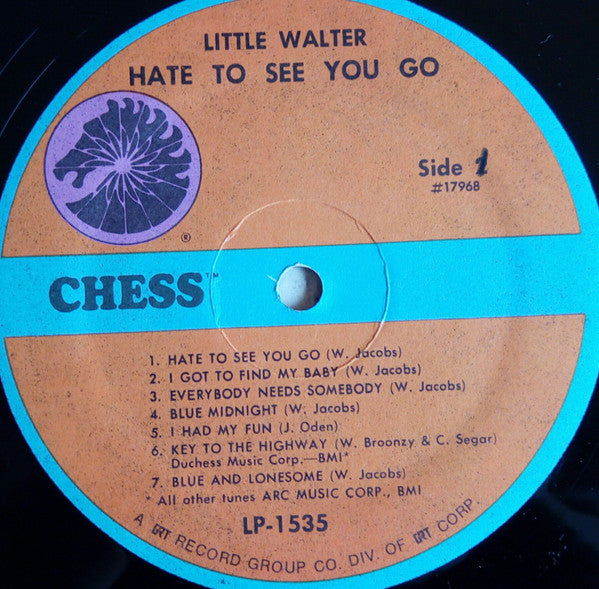 LITTLE WALTER
HATE TO SEE YOU GO
Side 1
#17968
®
CHESS™
1. HATE TO SEE YOU GO (W. Jacobs)
2. I GOT TO FIND MY BABY (W. Jacobs)
3. EVERYBODY NEEDS SOMEBODY (W. Jacobs)
4. BLUE MIDNIGHT (W. Jacobs)
5. I HAD MY FUN (J. Oden)
6. KEY TO THE HIGHWAY (W. Broonzy & C. Segar)
Duchess Music Corp.—BMI*
7. BLUE AND LONESOME (W. Jacobs)
* All other tunes ARC MUSIC CORP., BMI
LP-1535
A GRT RECORD GROUP CO. DIV. OF GRT CORP.